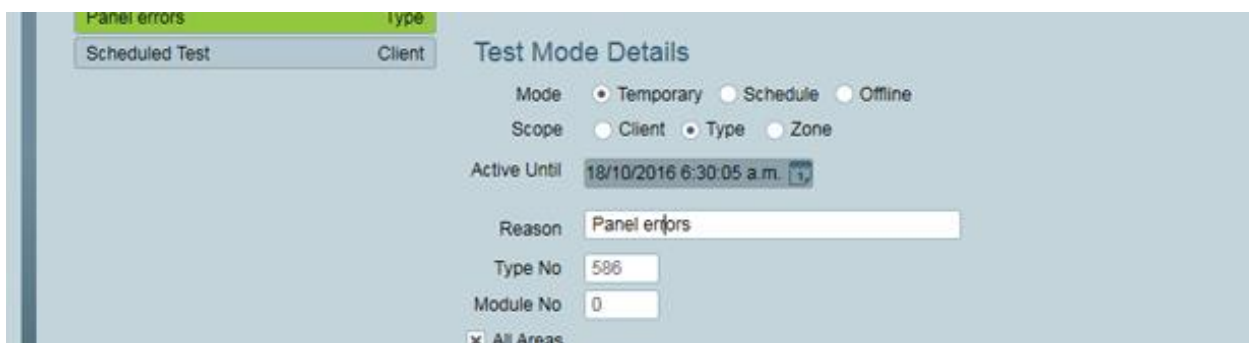 Panel errors Type
Scheduled Test Client
Test Mode Details
Mode Temporary Schedule Offline
Scope Client Type Zone
Active Until 18/10/2016 6:30:05 a.m.
Reason Panel errors
Type No 586
Module No 0
All Areas